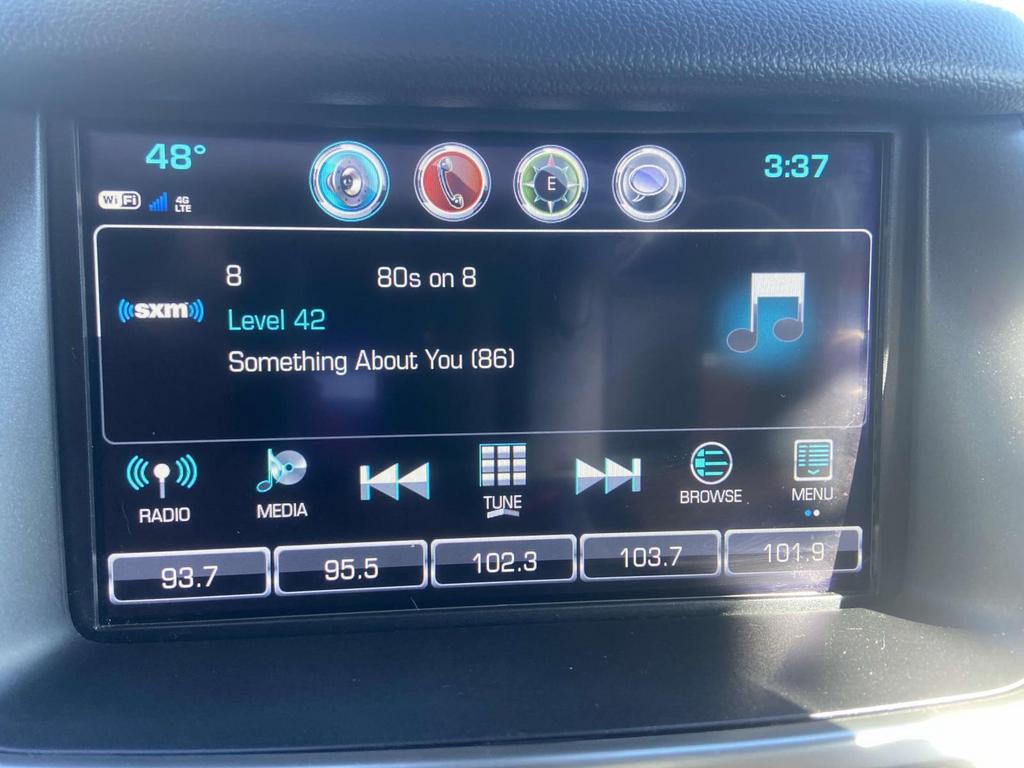 48°
3:37
WiFi
4G
LTE
E
8
80s on 8
sxm
Level 42
Something About You (86)
RADIO
MEDIA
TUNE
BROWSE
MENU
93.7
95.5
102.3
103.7
101.9